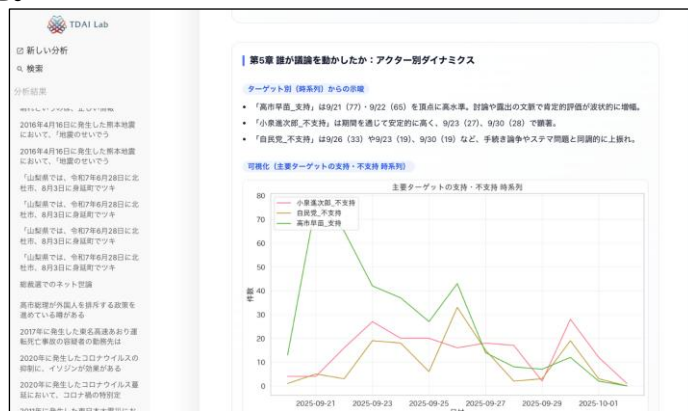 TDAI Lab
新しい分析
検索
分析結果
2016年4月16日に発生した熊本地震
において、「地震のせいでう
2016年4月16日に発生した熊本地震
において、「地震のせいでう
「山梨県では、令和7年6月28日に北
杜市、8月3日に身延町でツキ
「山梨県では、令和7年6月28日に北
杜市、8月3日に身延町でツキ
「山梨県では、令和7年6月28日に北
杜市、8月3日に身延町でツキ
「山梨県では、令和7年6月28日に北
杜市、8月3日に身延町でツキ
総裁選でのネット世論
高市総理が外国人を排斥する政策を
進めている噂がある
2017年に発生した東名高速あおり運
転死亡事故の容疑者の勤務先は
2020年に発生したコロナウイルスの
抑制に、イソジンが効果がある
2020年に発生したコロナウイルス蔓
延において、コロナ禍の特別定
第5章 誰が議論を動かしたか：アクター別ダイナミクス
ターゲット別（時系列）からの示唆
• 「高市早苗_支持」は9/21（77）・9/22（65）を頂点に高水準。討論や露出の文脈で肯定的評価が波状的に増幅。
• 「小泉進次郎_不支持」は期間を通じて安定的に高く、9/23（27）、9/30（28）で顕著。
• 「自民党_不支持」は9/26（33）や9/23（19）、9/30（19）など、手続き論争やステマ問題と同調的に上振れ。
可視化（主要ターゲットの支持・不支持 時系列）
主要ターゲットの支持・不支持 時系列
小泉進次郎_不支持
自民党_不支持
高市早苗_支持
件数
80
70
60
50
40
30
20
10
0
2025-09-21 2025-09-23 2025-09-25 2025-09-27 2025-09-29 2025-10-01